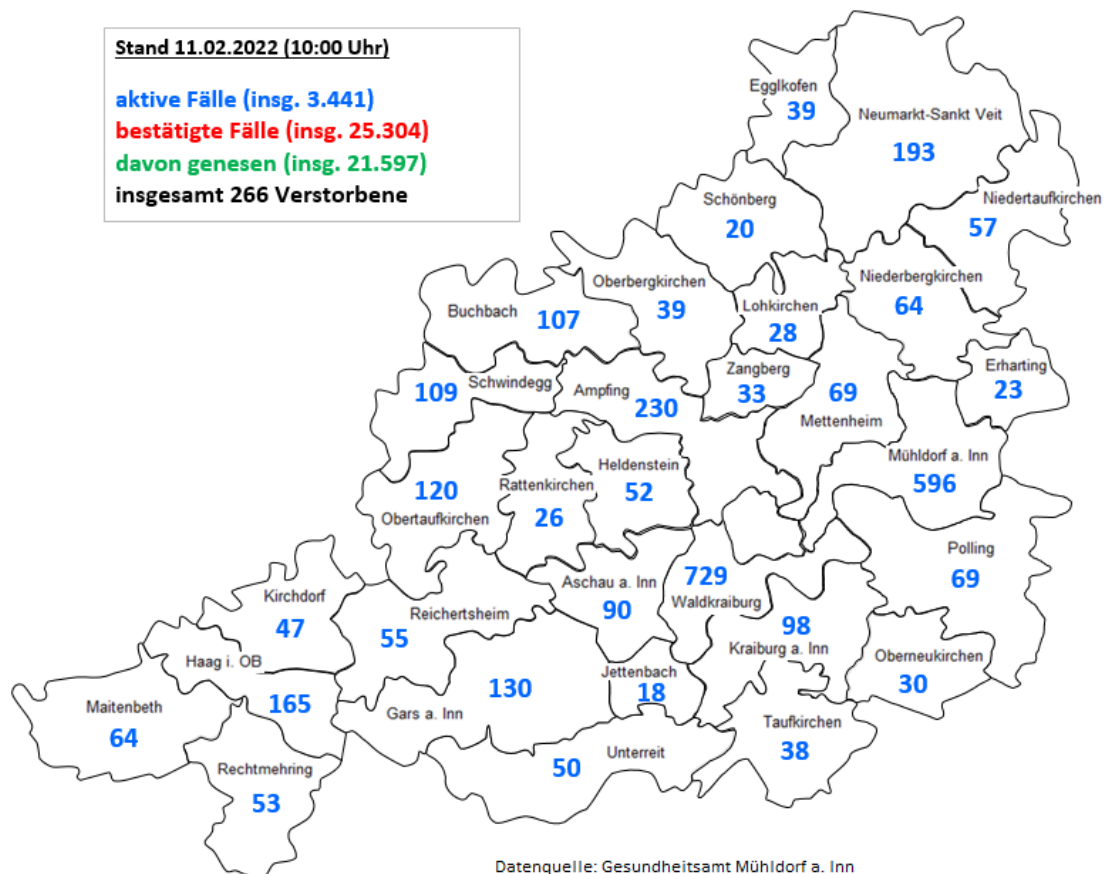 Stand 11.02.2022 (10:00 Uhr)
aktive Fälle (insg. 3.441)
bestätigte Fälle (insg. 25.304)
davon genesen (insg. 21.597)
insgesamt 266 Verstorbene
Egglkofen
39
Neumarkt-Sankt Veit
193
Schönberg
20
Niedertaufkirchen
57
Oberbergkirchen
39
Lohkirchen
28
Niederbergkirchen
64
Buchbach
107
Zangberg
33
Erharting
23
109
Schwindegg
Ampfing
230
69
Mettenheim
Mühldorf a. Inn
596
120
Obertaufkirchen
Rattenkirchen
26
Heldenstein
52
Polling
69
Kirchdorf
47
Reichertsheim
55
Aschau a. Inn
90
729
Waldkraiburg
98
Kraiburg a. Inn
Oberneukirchen
30
Haag i. OB
165
Maitenbeth
64
130
Gars a. Inn
Jettenbach
18
Taufkirchen
38
Unterreit
50
Rechtmehring
53
Datenquelle: Gesundheitsamt Mühldorf a. Inn